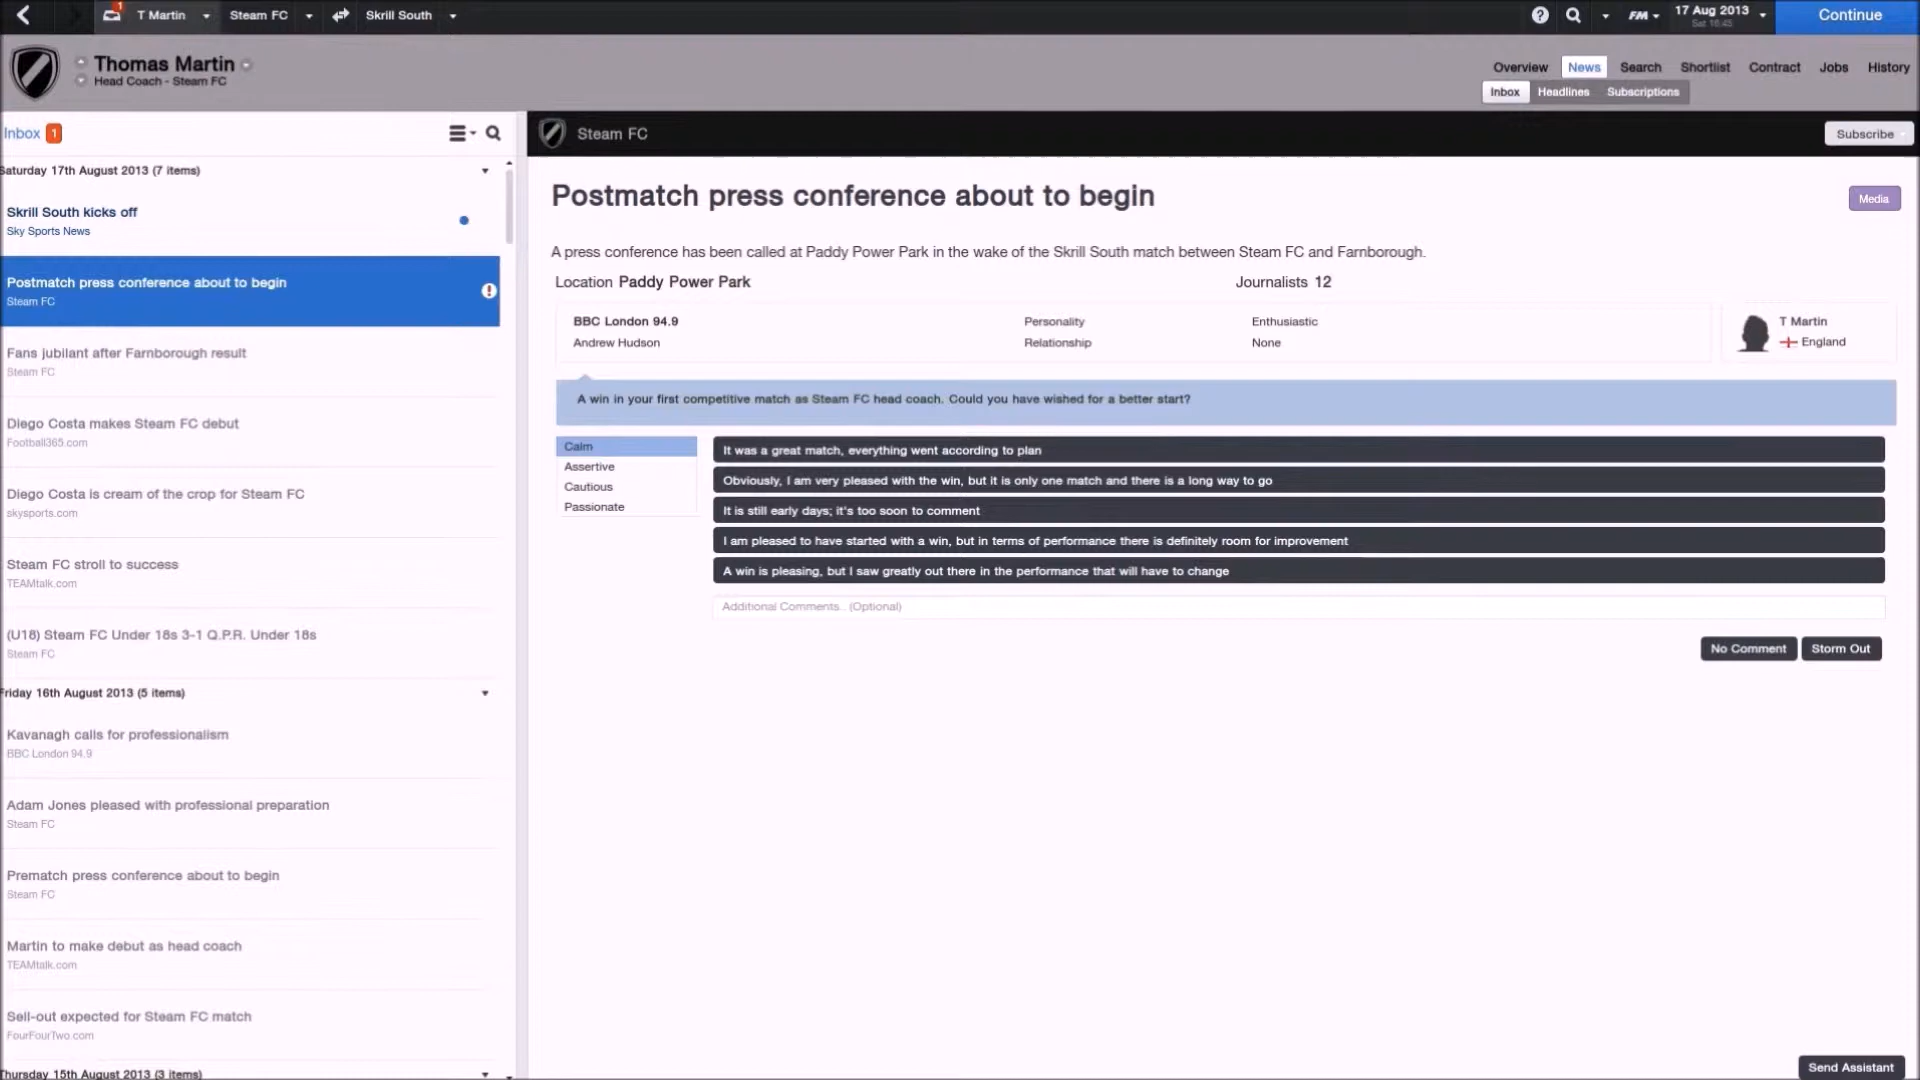 1
T Martin
Steam FC
Skrill South
FM
17 Aug 2013
Sat 16:45
Continue
Thomas Martin
Head Coach - Steam FC
Overview News Search Shortlist Contract Jobs History
Inbox Headlines Subscriptions
Inbox 1
Saturday 17th August 2013 (7 items)
Skrill South kicks off
Sky Sports News
Postmatch press conference about to begin
Steam FC
Fans jubilant after Farnborough result
Steam FC
Diego Costa makes Steam FC debut
Football365.com
Diego Costa is cream of the crop for Steam FC
skysports.com
Steam FC stroll to success
TEAMtalk.com
(U18) Steam FC Under 18s 3-1 Q.P.R. Under 18s
Steam FC
Friday 16th August 2013 (5 items)
Kavanagh calls for professionalism
BBC London 94.9
Adam Jones pleased with professional preparation
Steam FC
Prematch press conference about to begin
Steam FC
Martin to make debut as head coach
TEAMtalk.com
Sell-out expected for Steam FC match
FourFourTwo.com
Thursday 15th August 2013 (3 items)
Steam FC
Subscribe
Postmatch press conference about to begin
Media
A press conference has been called at Paddy Power Park in the wake of the Skrill South match between Steam FC and Farnborough.
Location Paddy Power Park
Journalists 12
BBC London 94.9 Personality Enthusiastic
Andrew Hudson Relationship None
T Martin
England
A win in your first competitive match as Steam FC head coach. Could you have wished for a better start?
Calm
Assertive
Cautious
Passionate
It was a great match, everything went according to plan
Obviously, I am very pleased with the win, but it is only one match and there is a long way to go
It is still early days; it's too soon to comment
I am pleased to have started with a win, but in terms of performance there is definitely room for improvement
A win is pleasing, but I saw greatly out there in the performance that will have to change
Additional Comments.. (Optional)
No Comment Storm Out
Send Assistant